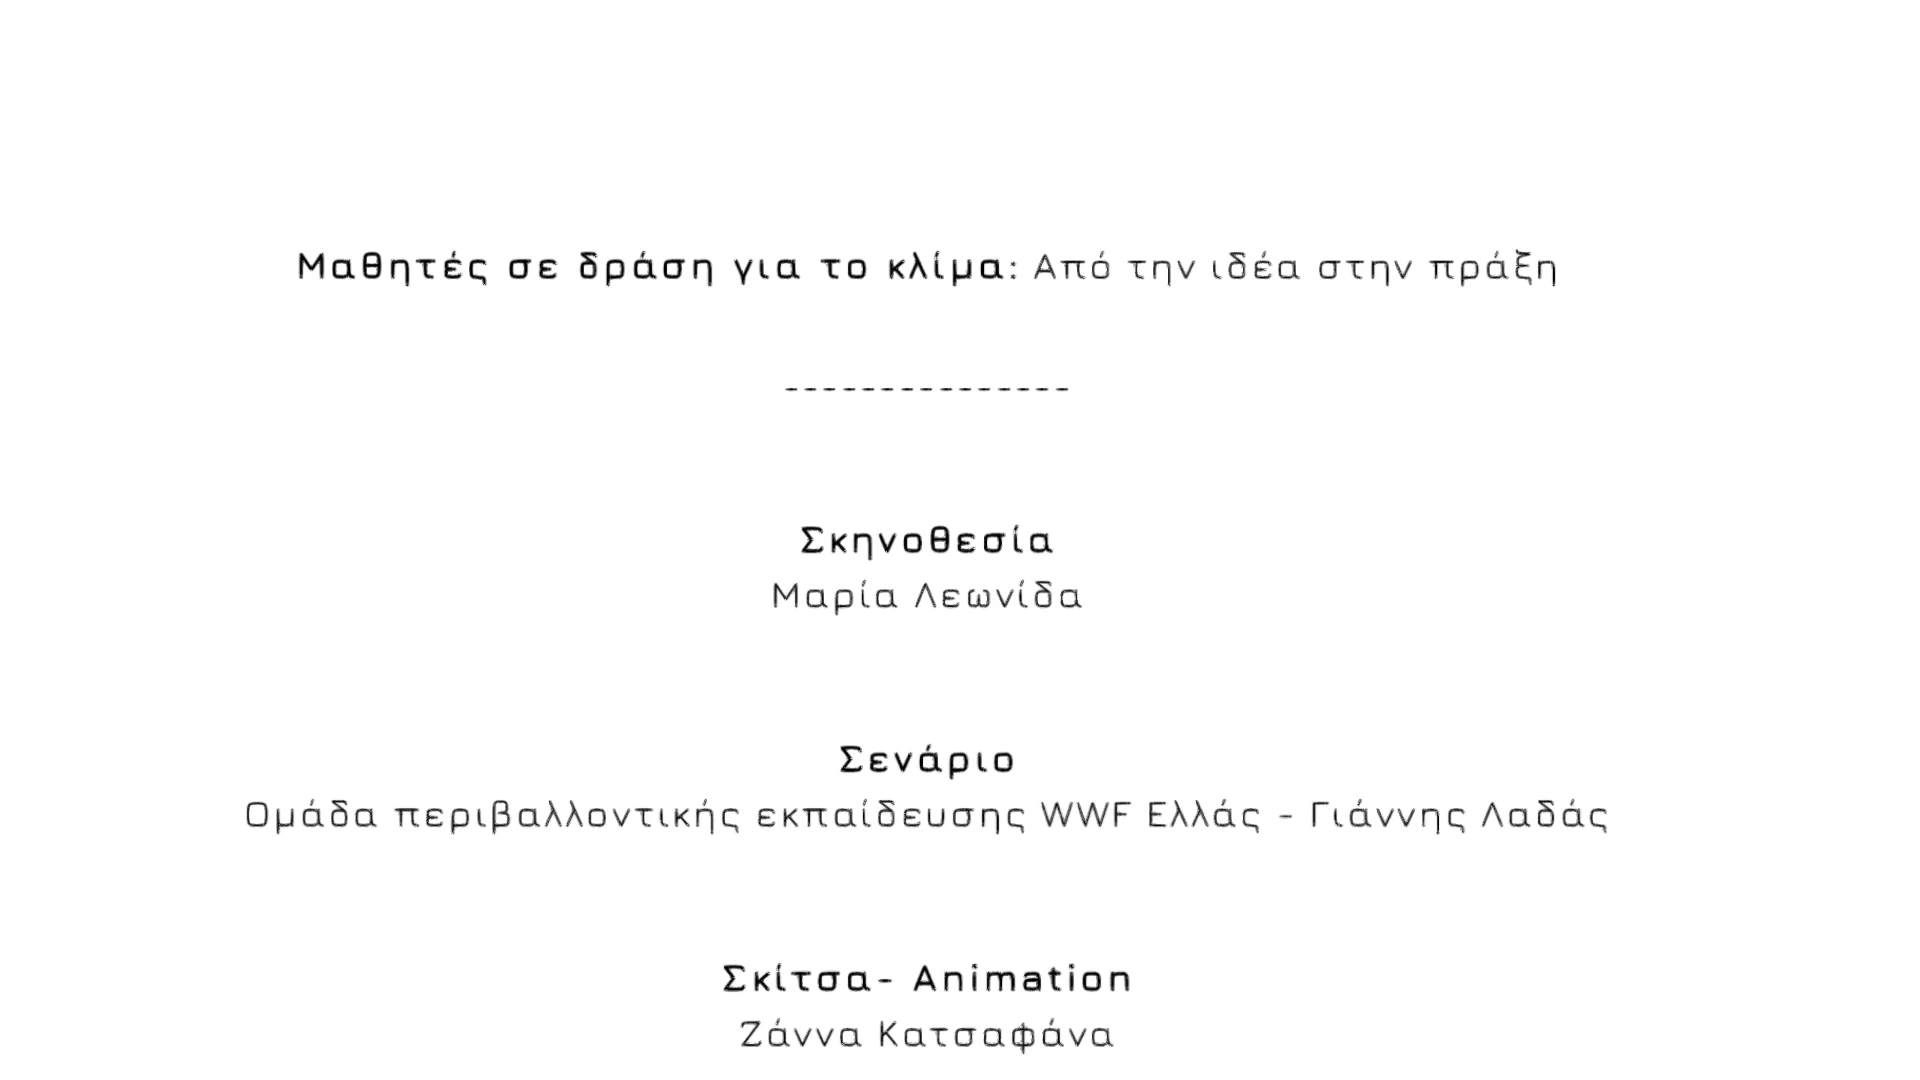 Μαθητές σε δράση για το κλίμα: Από την ιδέα στην πράξη
---------------
Σκηνοθεσία
Μαρία Λεωνίδα
Σενάριο
Ομάδα περιβαλλοντικής εκπαίδευσης WWF Ελλάς - Γιάννης Λαδάς
Σκίτσα- Animation
Ζάννα Κατσαφάνα